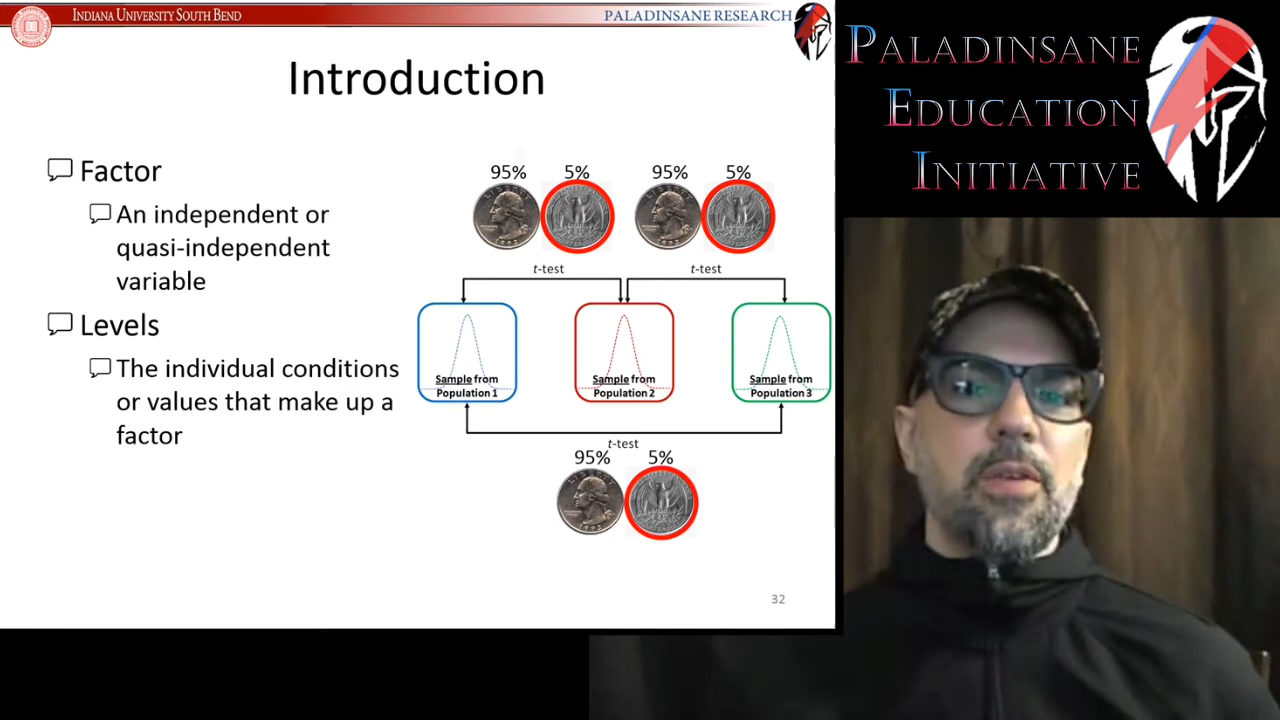 INDIANA UNIVERSITY SOUTH BEND
PALADINSANE RESEARCH
PALADINSANE
EDUCATION
INITIATIVE
Introduction
Factor
An independent or
quasi-independent
variable
Levels
The individual conditions
or values that make up a
factor
95% 5% 95% 5%
t-test t-test
Sample from
Population 1
Sample from
Population 2
Sample from
Population 3
t-test
95% 5%
32